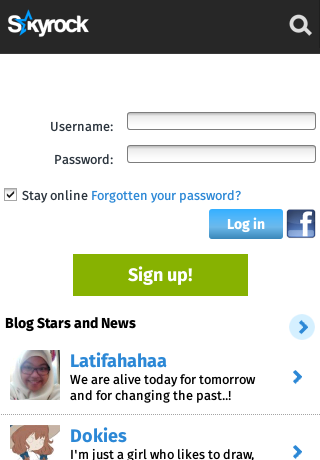 Skyrock
Username:
Password:
Stay online Forgotten your password?
Log in f
Sign up!
Blog Stars and News
Latifahahaa
We are alive today for tomorrow
and for changing the past..!
Dokies
I'm just a girl who likes to draw,